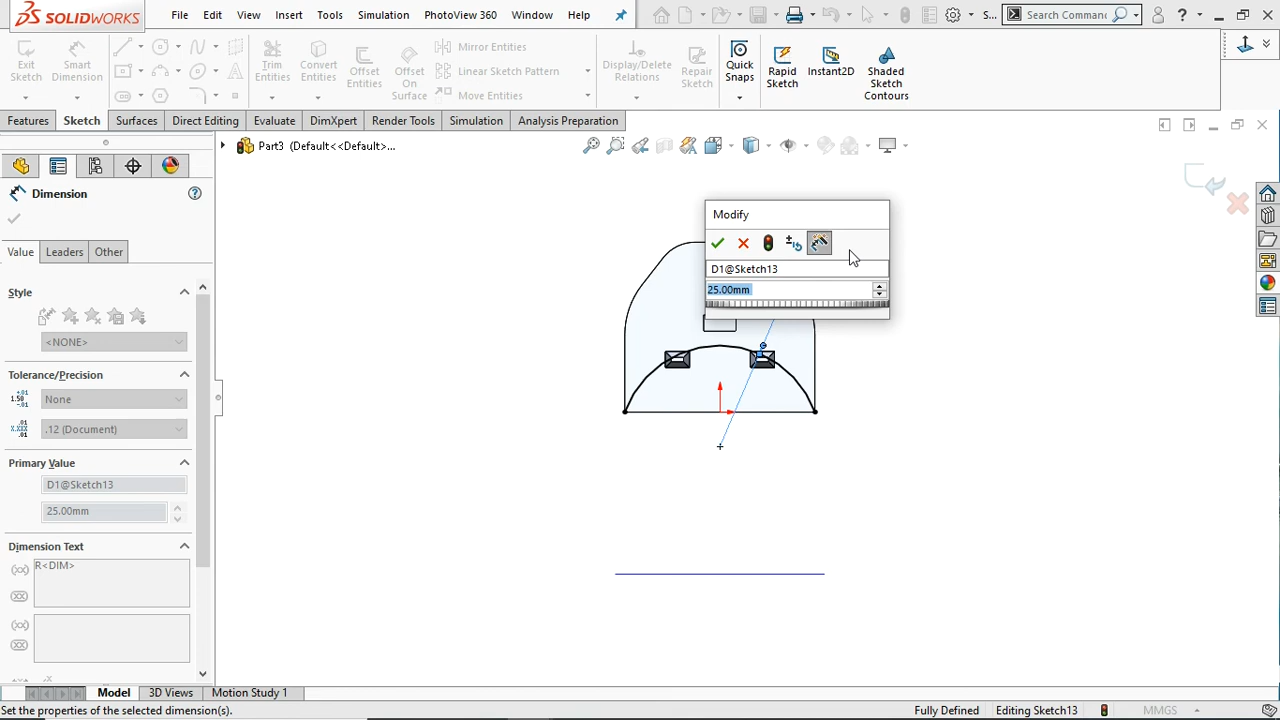 SOLIDWORKS File Edit View Insert Tools Simulation PhotoView 360 Window Help S... Search Comman ?
Exit Sketch
Smart Dimension
Trim Entities
Convert Entities
Offset Entities
Offset On Surface
Mirror Entities
Linear Sketch Pattern
Move Entities
Display/Delete Relations
Repair Sketch
Quick Snaps
Rapid Sketch
Instant2D
Shaded Sketch Contours
Features Sketch Surfaces Direct Editing Evaluate DimXpert Render Tools Simulation Analysis Preparation
Part3 (Default<<Default>...
Dimension
Value Leaders Other
Style
<NONE>
Tolerance/Precision
None
.12 (Document)
Primary Value
D1@Sketch13
25.00mm
Dimension Text
R<DIM>
Modify
D1@Sketch13
25.00mm
Model 3D Views Motion Study 1
Set the properties of the selected dimension(s). Fully Defined Editing Sketch13 MMGS